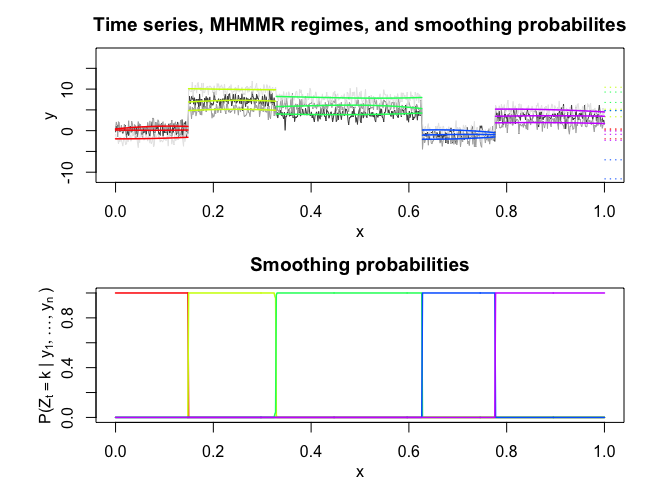 Time series, MHMMR regimes, and smoothing probabilites
y
10
0
-10
0.0 0.2 0.4 0.6 0.8 1.0
x
Smoothing probabilities
P(Zt = k | y1, …, yn )
0.8
0.4
0.0
0.0 0.2 0.4 0.6 0.8 1.0
x